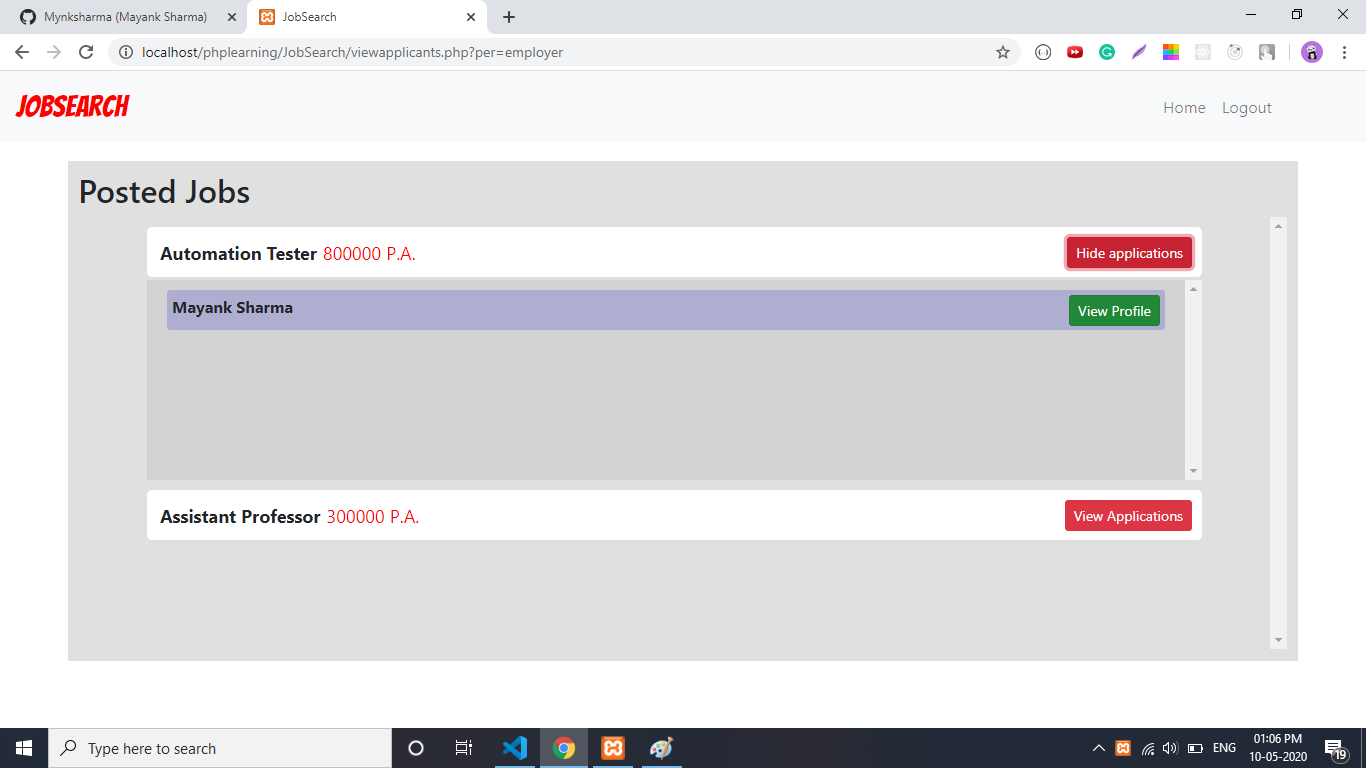 Mynksharma (Mayank Sharma)
JobSearch
localhost/phplearning/JobSearch/viewapplicants.php?per=employer
JOBSEARCH
Home
Logout
Posted Jobs
Automation Tester 800000 P.A.
Hide applications
Mayank Sharma
View Profile
Assistant Professor 300000 P.A.
View Applications
Type here to search
ENG
01:06 PM
10-05-2020
19